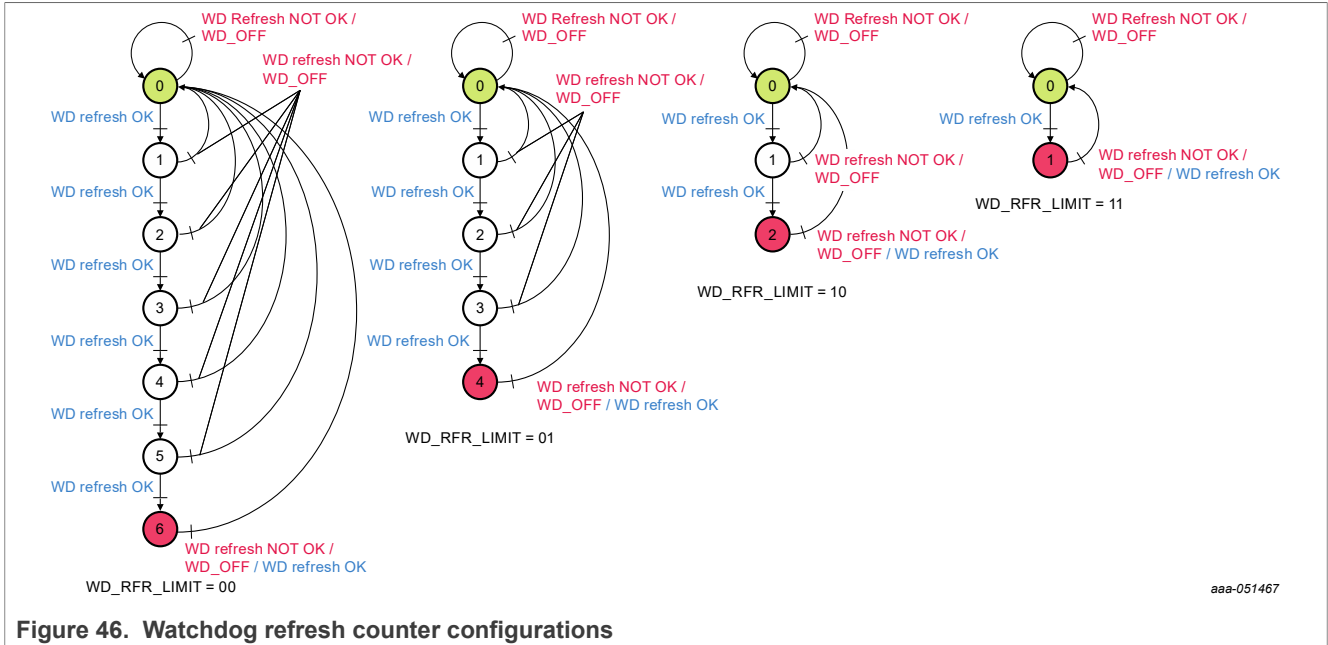 WD Refresh NOT OK /
WD_OFF
WD refresh NOT OK /
WD_OFF
0
WD refresh OK
1
WD refresh OK
2
WD refresh OK
3
WD refresh OK
4
WD refresh OK
5
WD refresh OK
6
WD refresh NOT OK /
WD_OFF / WD refresh OK
WD_RFR_LIMIT = 00
WD Refresh NOT OK /
WD_OFF
WD refresh NOT OK /
WD_OFF
0
WD refresh OK
1
WD refresh OK
2
WD refresh OK
3
WD refresh OK
4
WD refresh NOT OK /
WD_OFF / WD refresh OK
WD_RFR_LIMIT = 01
WD Refresh NOT OK /
WD_OFF
0
WD refresh OK
1
WD refresh NOT OK /
WD_OFF
WD refresh OK
2
WD refresh NOT OK /
WD_OFF / WD refresh OK
WD_RFR_LIMIT = 10
WD Refresh NOT OK /
WD_OFF
0
WD refresh OK
1
WD refresh NOT OK /
WD_OFF / WD refresh OK
WD_RFR_LIMIT = 11
aaa-051467
Figure 46. Watchdog refresh counter configurations